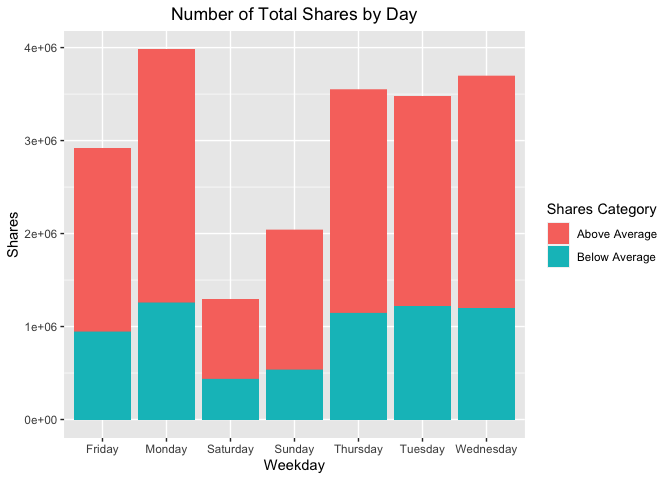 Number of Total Shares by Day
4e+06
3e+06
2e+06
1e+06
0e+00
Shares
Friday Monday Saturday Sunday Thursday Tuesday Wednesday
Weekday
Shares Category
Above Average
Below Average